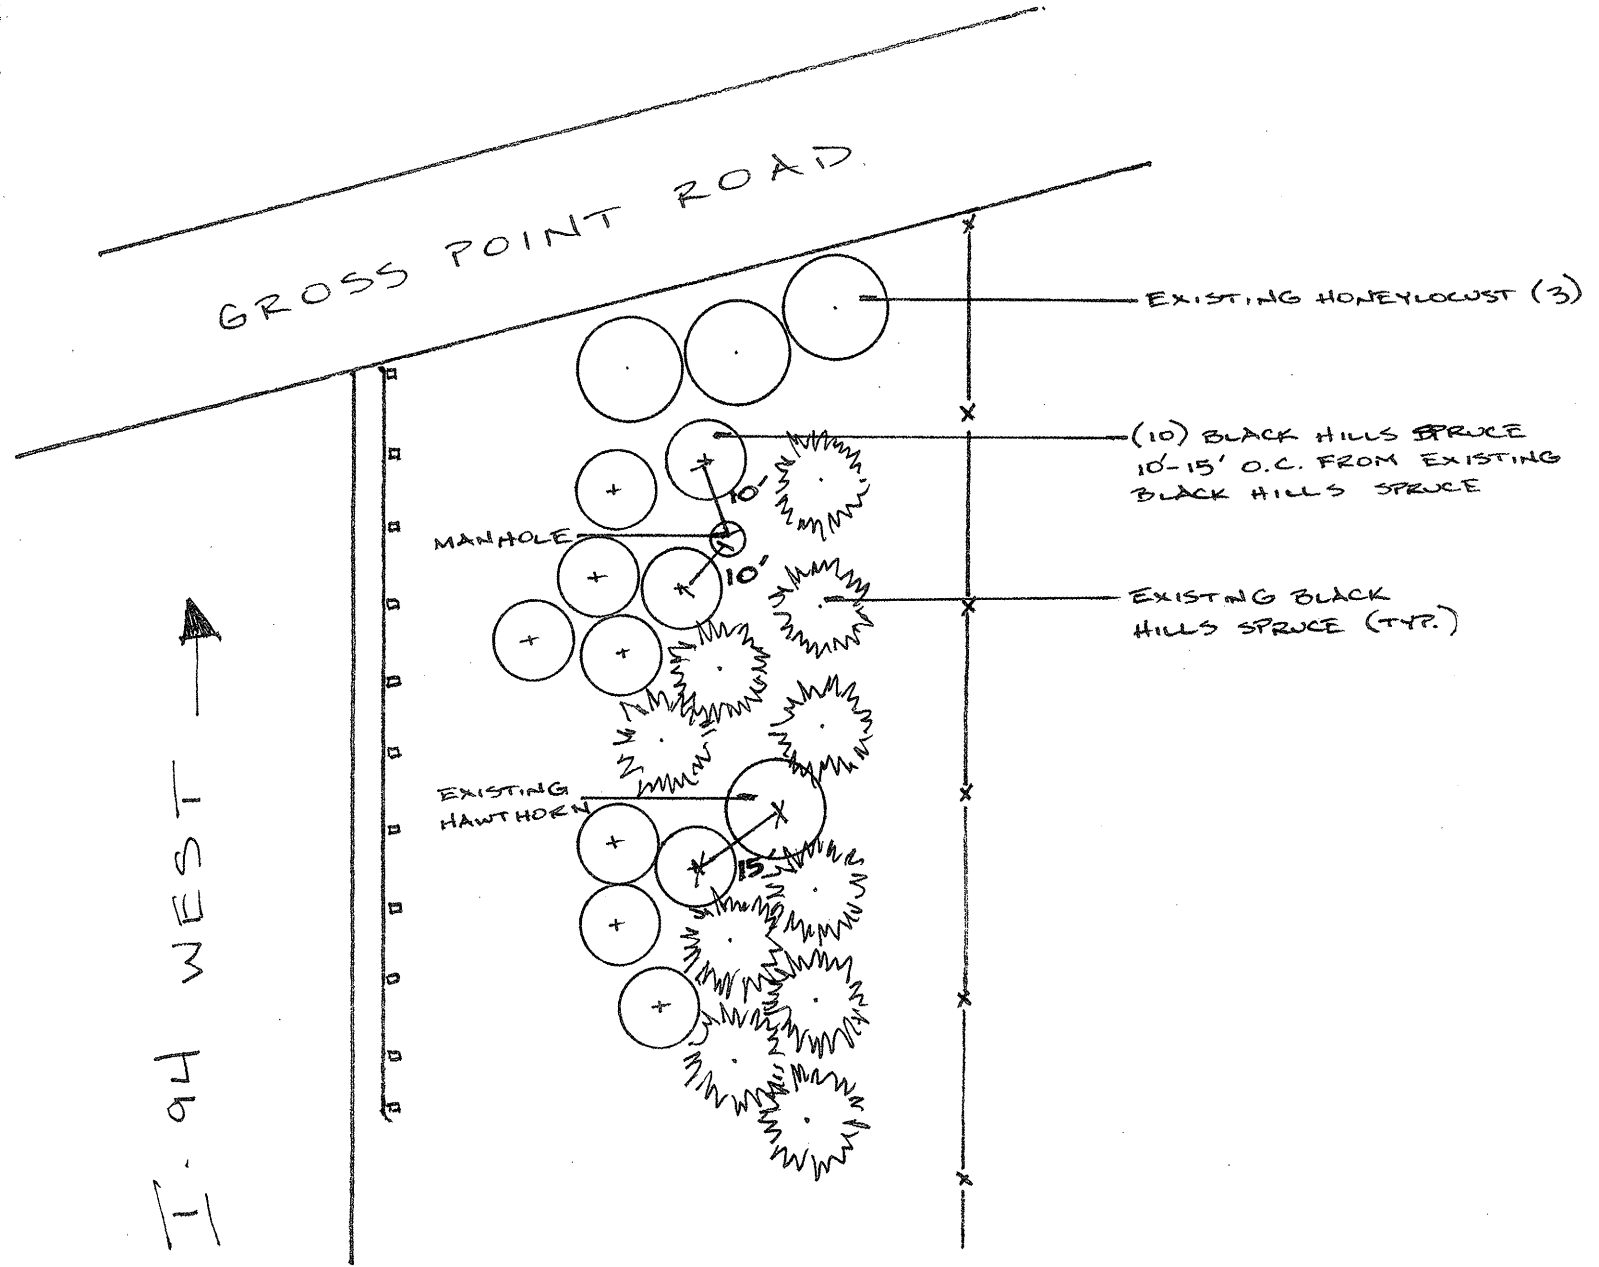 GROSS POINT ROAD.
EXISTING HONEYLOCUST (3)
(10) BLACK HILLS SPRUCE
10'-15' O.C. FROM EXISTING
BLACK HILLS SPRUCE
10'
MANHOLE
10'
EXISTING BLACK
HILLS SPRUCE (TYP.)
EXISTING
HAWTHORN
15'
I-94 WEST